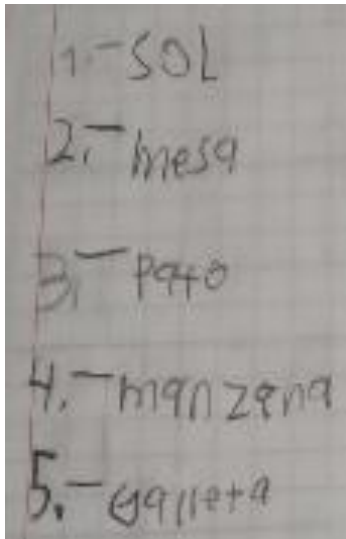 1.- SOL
2.- mesa
3.- pato
4.- manzana
5.- galleta